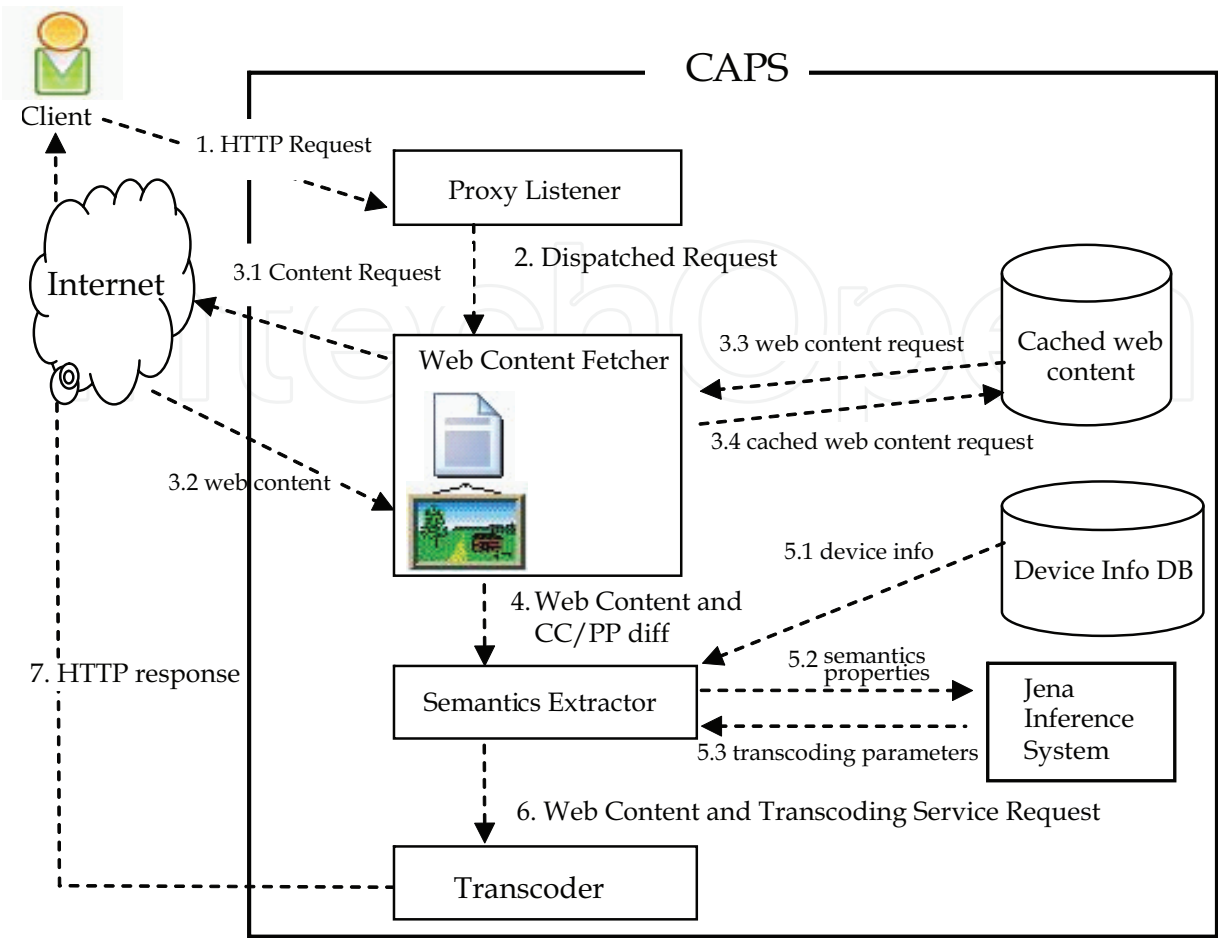 CAPS
Client
1. HTTP Request
Proxy Listener
2. Dispatched Request
3.1 Content Request
Internet
Web Content Fetcher
3.3 web content request
Cached web
content
3.4 cached web content request
3.2 web content
5.1 device info
Device Info DB
4. Web Content and
CC/PP diff
7. HTTP response
Semantics Extractor
5.2 semantics
properties
Jena
Inference
System
5.3 transcoding parameters
6. Web Content and Transcoding Service Request
Transcoder
IntechOpen